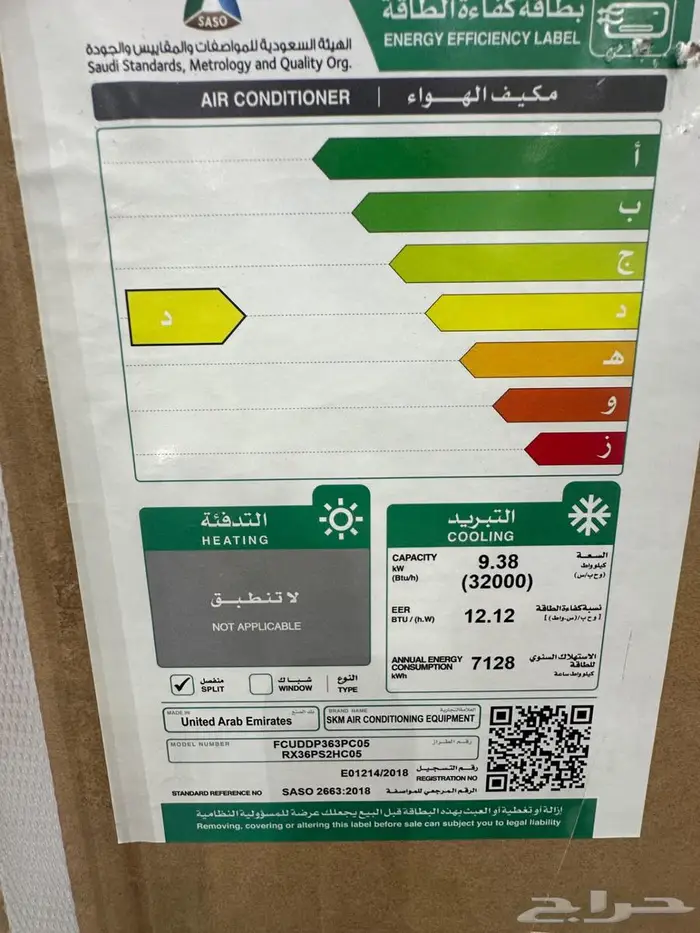 SASO
الهيئة السعودية للمواصفات والمقاييس والجودة
Saudi Standards, Metrology and Quality Org.
بطاقة كفاءة الطاقة
ENERGY EFFICIENCY LABEL
AIR CONDITIONER | مكيف الهـواء
أ
ب
ج
د
د
هـ
و
ز
التدفئة
HEATING
لا تنطبق
NOT APPLICABLE
التبريد
COOLING
CAPACITY 9.38 السعة
kW كيلو واط
(Btu/h) (32000) (و ح ب/س)
EER 12.12 نسبة كفاءة الطاقة
BTU / (h.W) [و ح ب/(س.واط)]
ANNUAL ENERGY 7128 الاستهلاك السنوي
CONSUMPTION للطاقة
kWh كيلو واط ساعة
✓ منفصل شباك النوع
SPLIT WINDOW TYPE
MADE IN بلد الصنع
United Arab Emirates
BRAND NAME العلامة التجارية
SKM AIR CONDITIONING EQUIPMENT
MODEL NUMBER FCUDDP363PC05 رقم الطراز
RX36PS2HC05
E01214/2018 رقم التسجيل
REGISTRATION NO
STANDARD REFERENCE NO SASO 2663:2018 الرقم المرجعي للمواصفة
إزالة أو تغطية أو العبث بهذه البطاقة قبل البيع يجعلك عرضة للمسؤولية النظامية
Removing, covering or altering this label before sale can subject you to legal liability
حراج